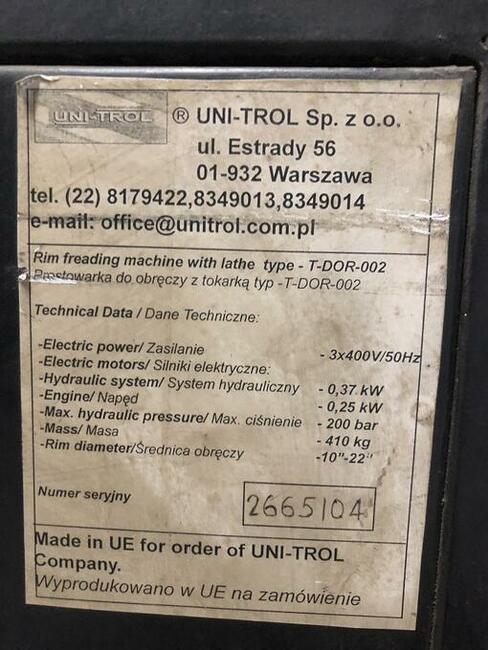 UNI-TROL
® UNI-TROL Sp. z o.o.
ul. Estrady 56
01-932 Warszawa
tel. (22) 8179422,8349013,8349014
e-mail: office@unitrol.com.pl
Rim freading machine with lathe type - T-DOR-002
Prostowarka do obręczy z tokarką typ -T-DOR-002
Technical Data / Dane Techniczne:
-Electric power/ Zasilanie - 3x400V/50Hz
-Electric motors/ Silniki elektryczne:
-Hydraulic system/ System hydrauliczny - 0,37 kW
-Engine/ Napęd - 0,25 kW
-Max. hydraulic pressure/ Max. ciśnienie - 200 bar
-Mass/ Masa - 410 kg
-Rim diameter/Średnica obręczy -10"-22"
Numer seryjny 2665104
Made in UE for order of UNI-TROL
Company.
Wyprodukowano w UE na zamówienie